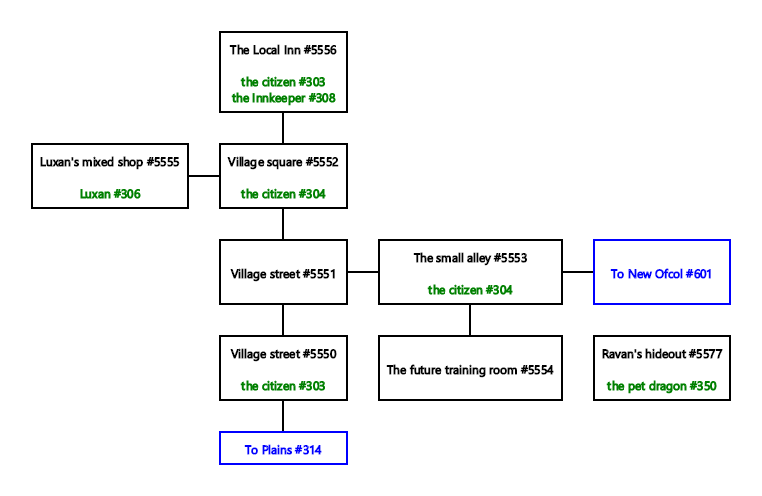 The Local Inn #5556
the citizen #303
the Innkeeper #308
Luxan's mixed shop #5555
Luxan #306
Village square #5552
the citizen #304
Village street #5551
The small alley #5553
the citizen #304
To New Ofcol #601
Village street #5550
the citizen #303
The future training room #5554
Ravan's hideout #5577
the pet dragon #350
To Plains #314